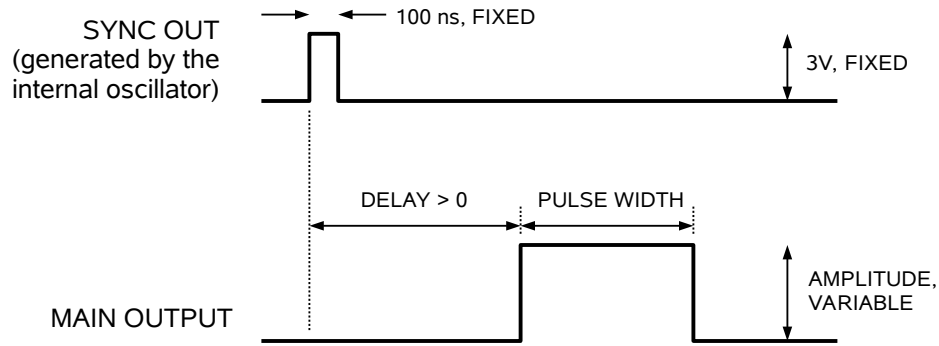 100 ns, FIXED
SYNC OUT
(generated by the
internal oscillator)
3V, FIXED
DELAY > 0
PULSE WIDTH
AMPLITUDE,
VARIABLE
MAIN OUTPUT